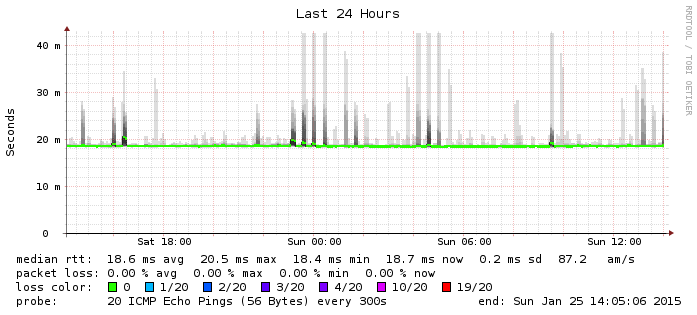 Last 24 Hours
RRDTOOL / TOBI OETIKER
Seconds
40 m
30 m
20 m
10 m
0
Sat 18:00 Sun 00:00 Sun 06:00 Sun 12:00
median rtt: 18.6 ms avg 20.5 ms max 18.4 ms min 18.7 ms now 0.2 ms sd 87.2 am/s
packet loss: 0.00 % avg 0.00 % max 0.00 % min 0.00 % now
loss color: 0 1/20 2/20 3/20 4/20 10/20 19/20
probe: 20 ICMP Echo Pings (56 Bytes) every 300s end: Sun Jan 25 14:05:06 2015